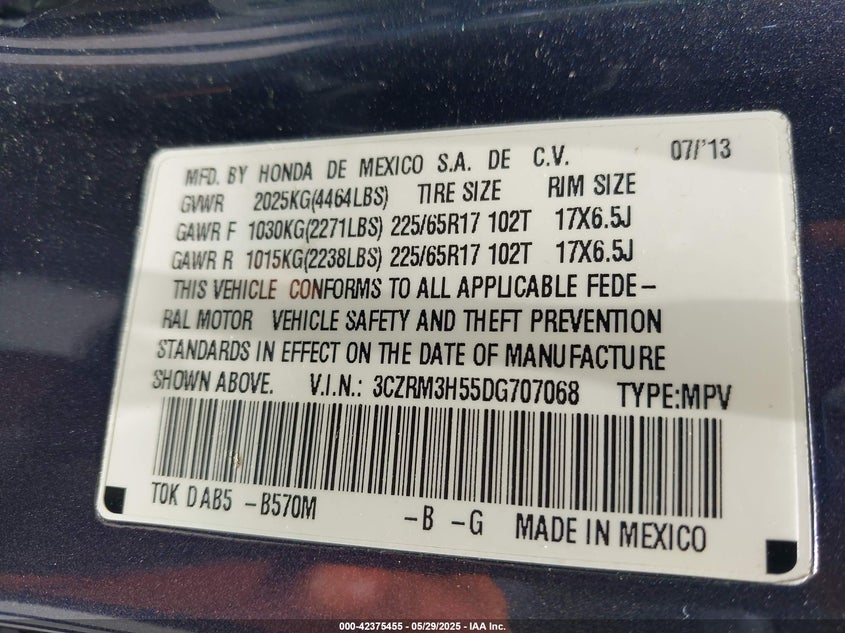 MFD. BY HONDA DE MEXICO S.A. DE C.V. 07/'13
GVWR 2025KG(4464LBS) TIRE SIZE RIM SIZE
GAWR F 1030KG(2271LBS) 225/65R17 102T 17X6.5J
GAWR R 1015KG(2238LBS) 225/65R17 102T 17X6.5J
THIS VEHICLE CONFORMS TO ALL APPLICABLE FEDE-
RAL MOTOR VEHICLE SAFETY AND THEFT PREVENTION
STANDARDS IN EFFECT ON THE DATE OF MANUFACTURE
SHOWN ABOVE. V.I.N.: 3CZRM3H55DG707068 TYPE:MPV
T0K DAB5 -B570M -B -G MADE IN MEXICO
000-42375455 - 05/29/2025 - IAA Inc.